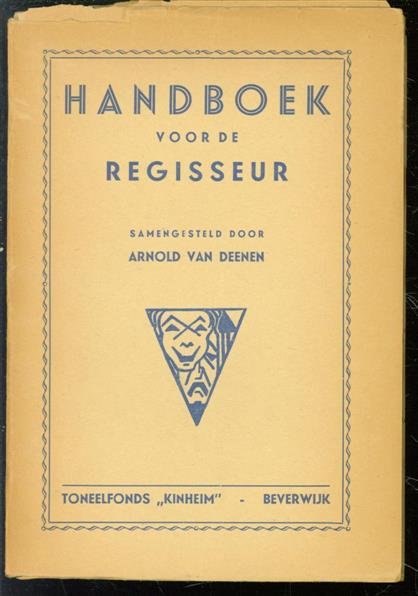 HANDBOEK
VOOR DE
REGISSEUR
SAMENGESTELD DOOR
ARNOLD VAN DEENEN
TONEELFONDS „KINHEIM" - BEVERWIJK